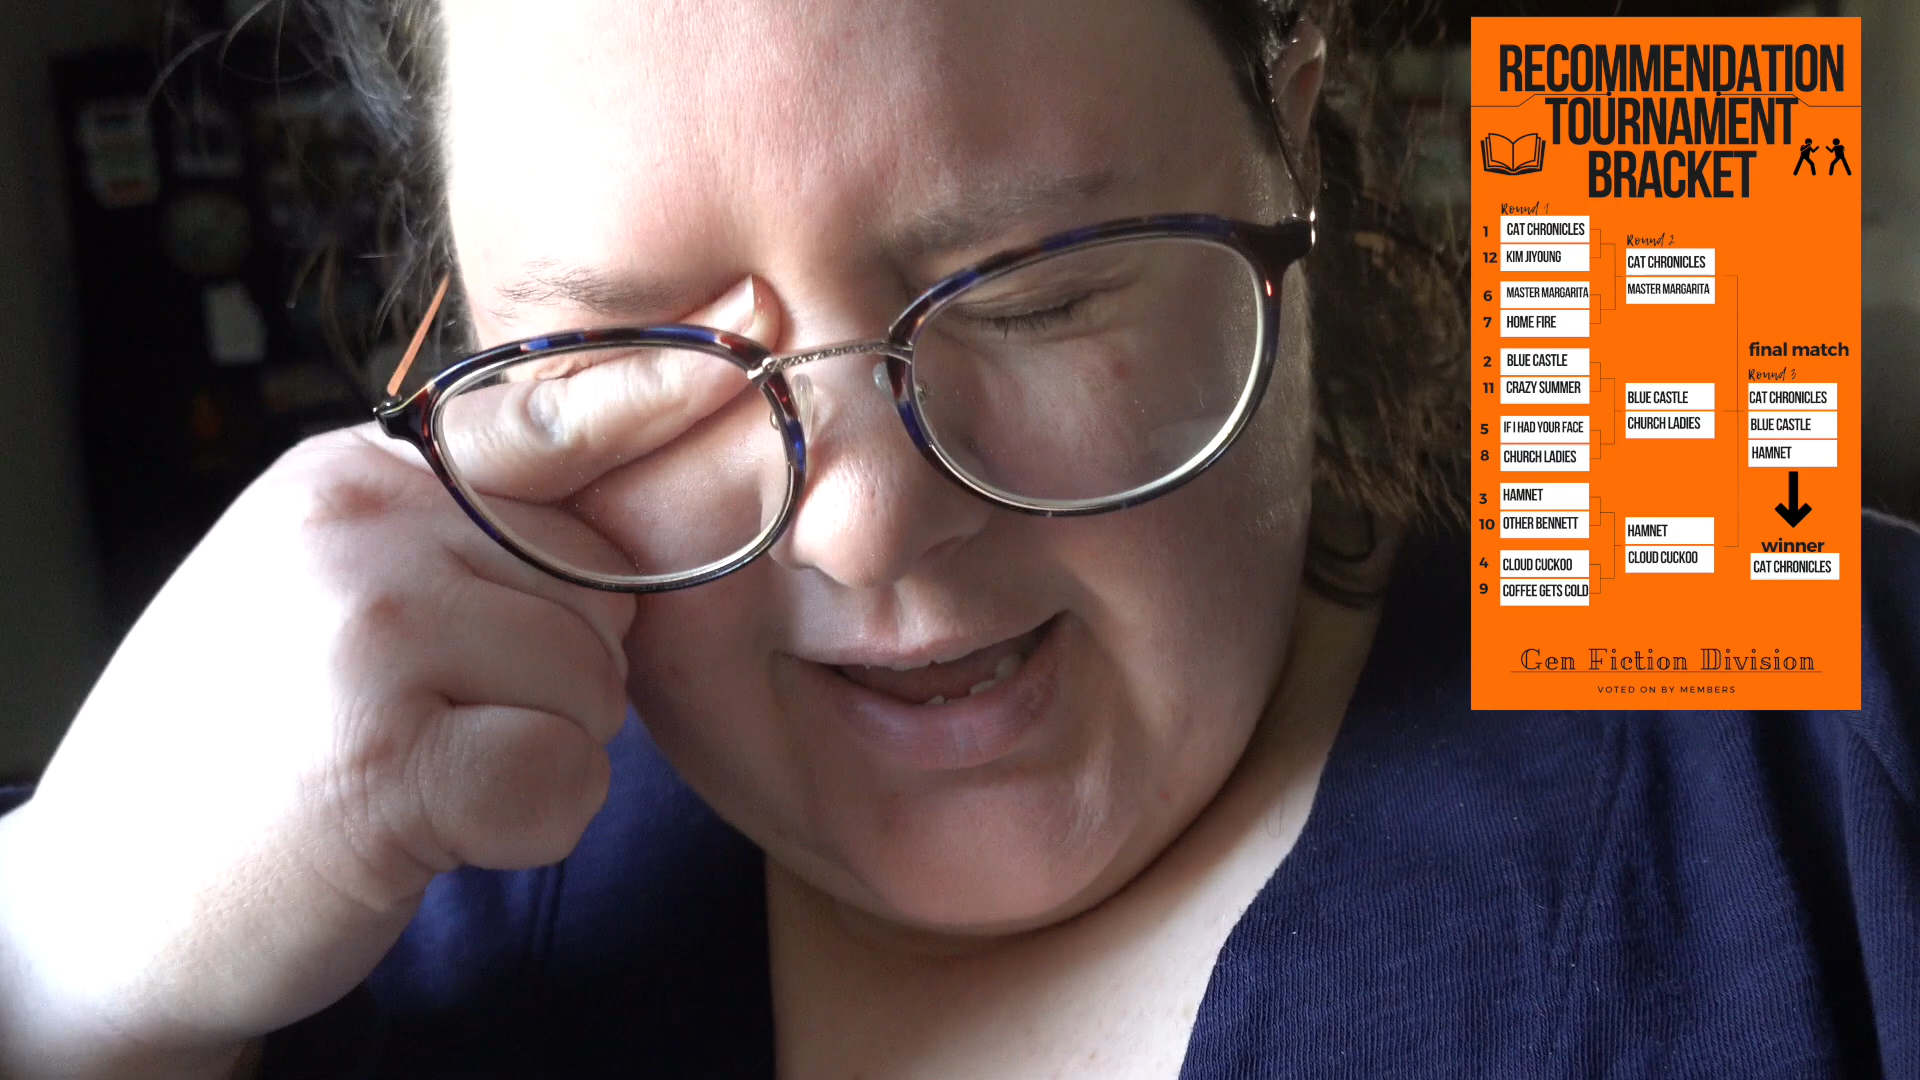 RECOMMENDATION
TOURNAMENT
BRACKET
Round 1
1 CAT CHRONICLES
12 KIM JIYOUNG
6 MASTER MARGARITA
7 HOME FIRE
2 BLUE CASTLE
11 CRAZY SUMMER
5 IF I HAD YOUR FACE
8 CHURCH LADIES
3 HAMNET
10 OTHER BENNETT
4 CLOUD CUCKOO
9 COFFEE GETS COLD
Round 2
CAT CHRONICLES
MASTER MARGARITA
BLUE CASTLE
CHURCH LADIES
HAMNET
CLOUD CUCKOO
final match
Round 3
CAT CHRONICLES
BLUE CASTLE
HAMNET
winner
CAT CHRONICLES
Gen Fiction Division
VOTED ON BY MEMBERS